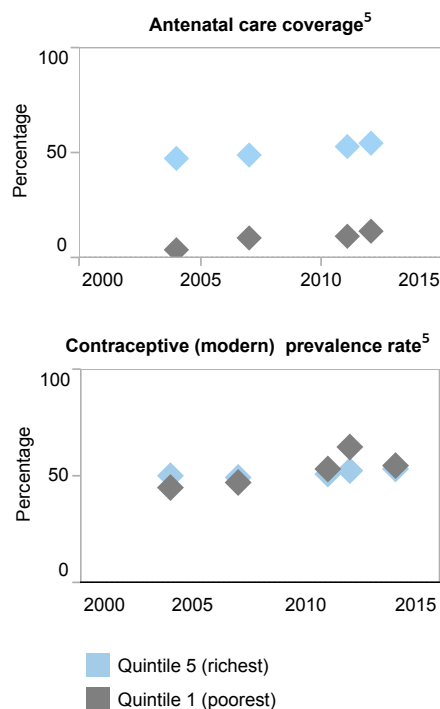 Antenatal care coverage5
100
50
0
Percentage
2000 2005 2010 2015
Contraceptive (modern) prevalence rate5
100
50
0
Percentage
2000 2005 2010 2015
Quintile 5 (richest)
Quintile 1 (poorest)